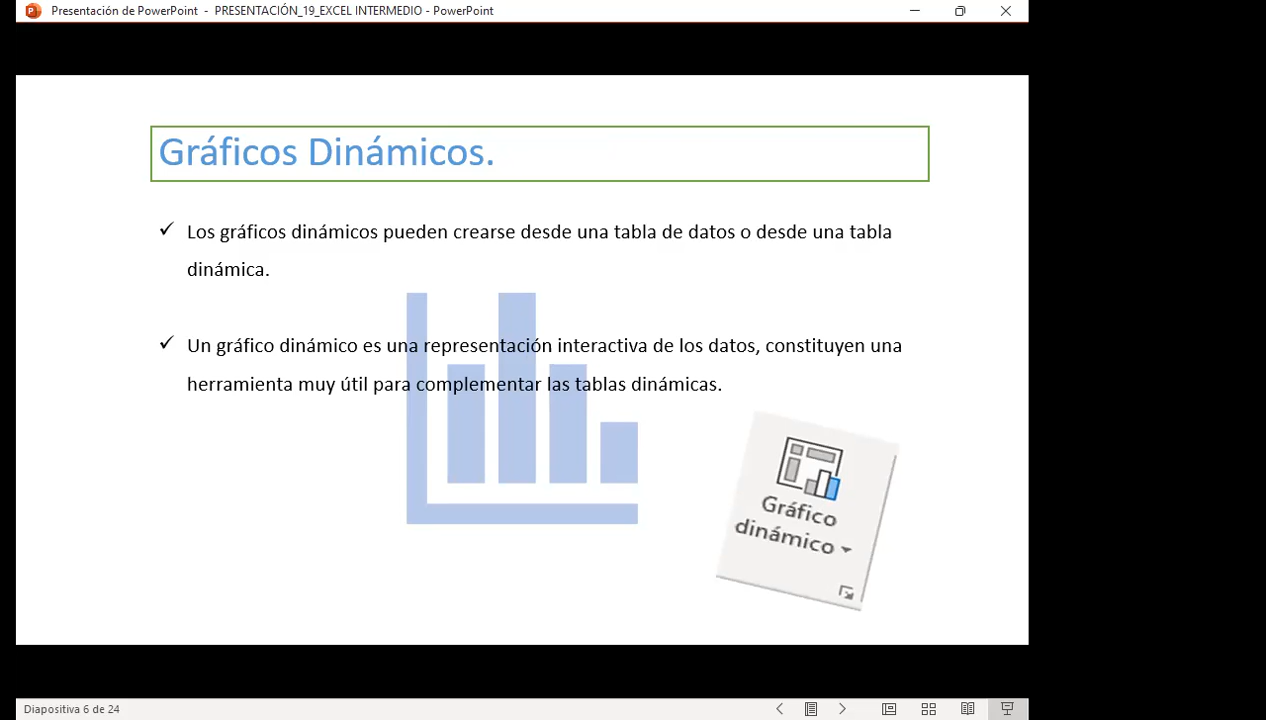 Presentación de PowerPoint - PRESENTACIÓN_19_EXCEL INTERMEDIO - PowerPoint
Gráficos Dinámicos.
✓ Los gráficos dinámicos pueden crearse desde una tabla de datos o desde una tabla
dinámica.
✓ Un gráfico dinámico es una representación interactiva de los datos, constituyen una
herramienta muy útil para complementar las tablas dinámicas.
Gráfico
dinámico
Diapositiva 6 de 24